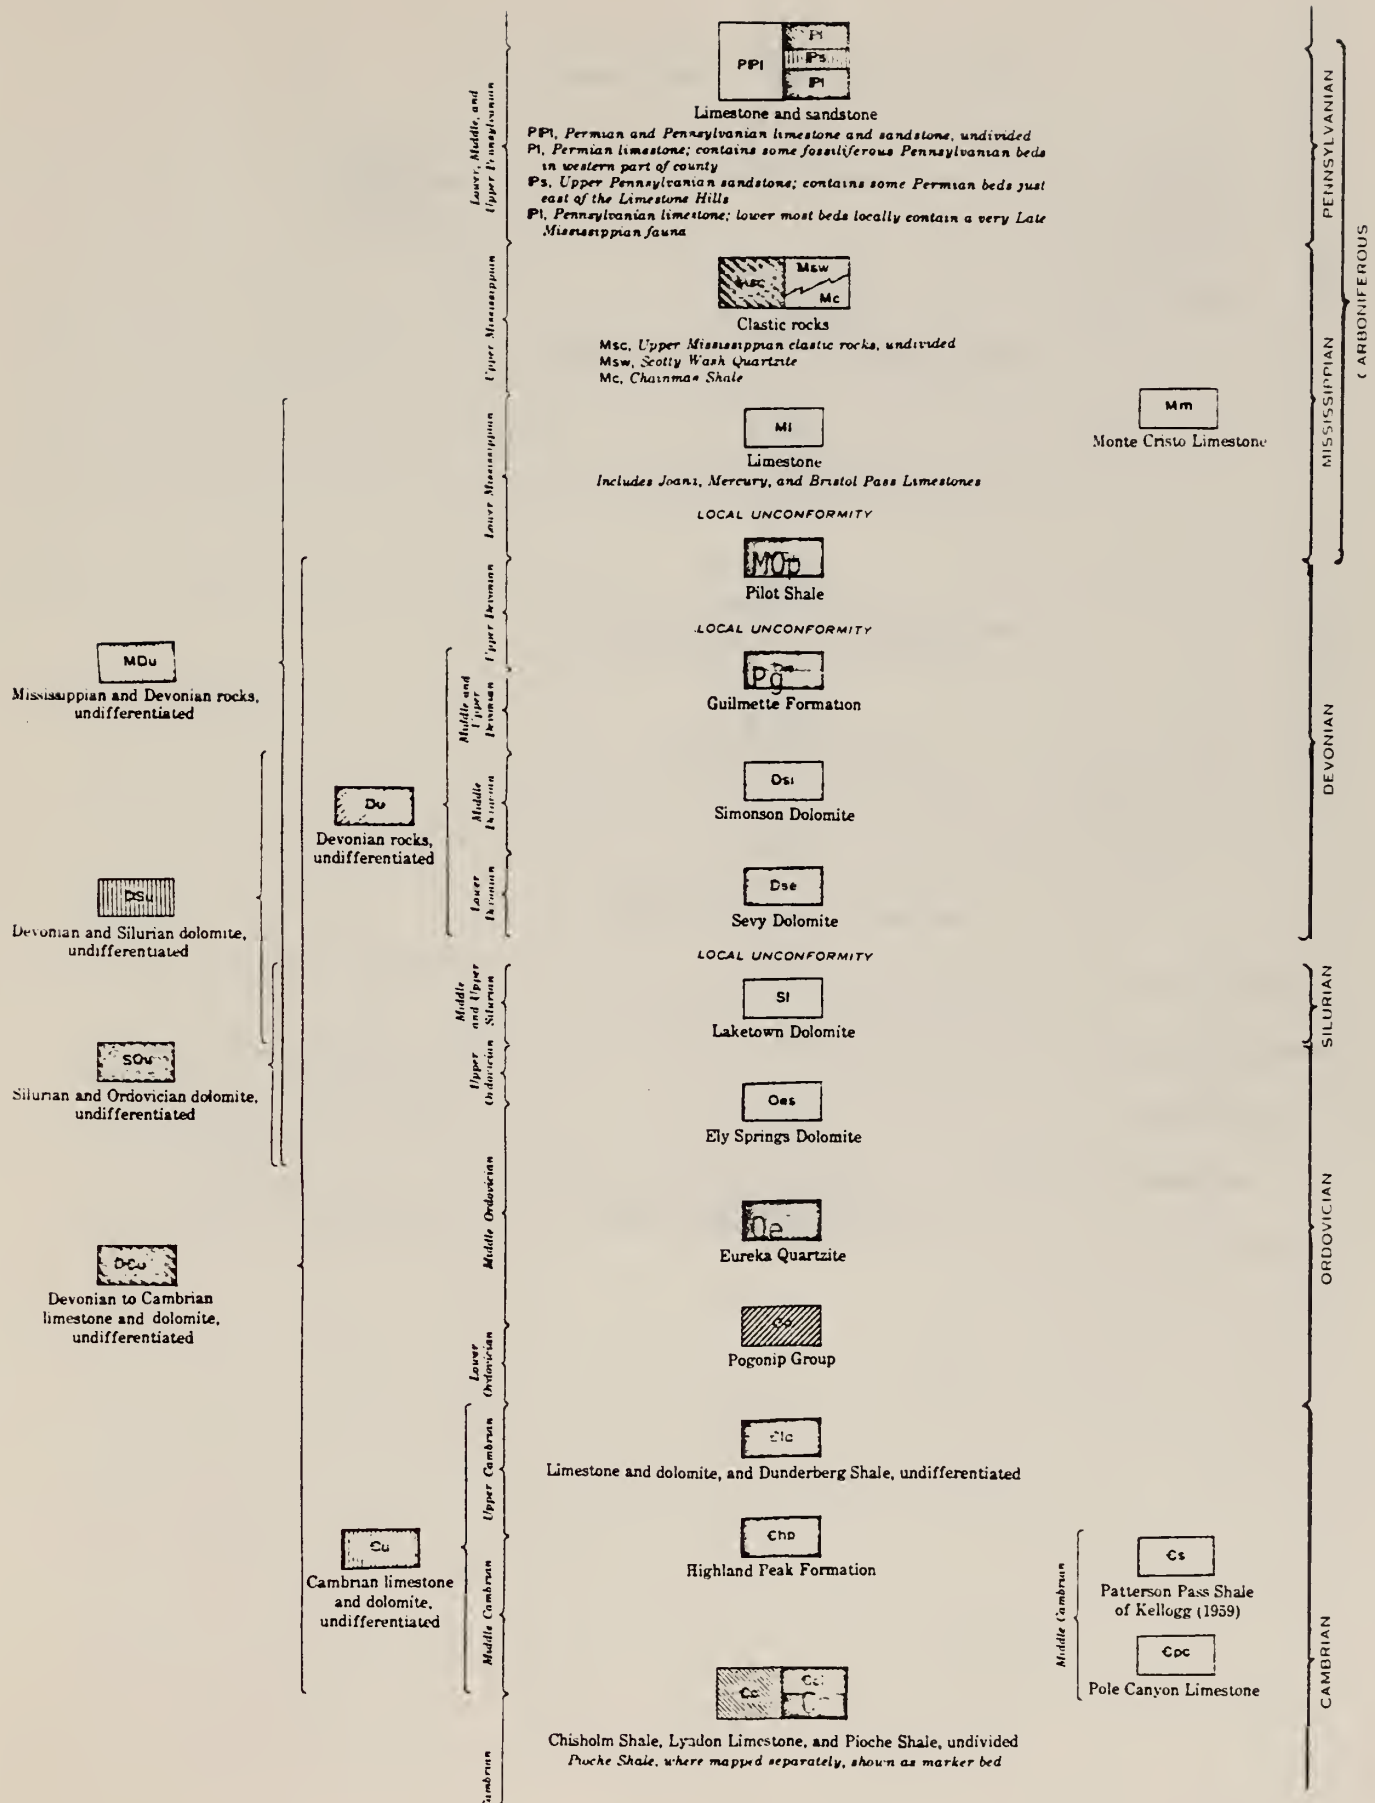 PPl
Pl
Ps
Pl
Limestone and sandstone
PPl, Permian and Pennsylvanian limestone and sandstone, undivided
Pl, Permian limestone; contains some fossiliferous Pennsylvanian beds
in western part of county
Ps, Upper Pennsylvanian sandstone; contains some Permian beds just
east of the Limestone Hills
Pl, Pennsylvanian limestone; lower most beds locally contain a very Late
Mississippian fauna
Lower, Middle, and
Upper Pennsylvanian
PENNSYLVANIAN
Msc
Msw
Mc
Clastic rocks
Msc, Upper Mississippian clastic rocks, undivided
Msw, Scotty Wash Quartzite
Mc, Chainman Shale
Upper Mississippian
CARBONIFEROUS
MISSISSIPPIAN
Ml
Limestone
Includes Joana, Mercury, and Bristol Pass Limestones
Mm
Monte Cristo Limestone
Lower Mississippian
LOCAL UNCONFORMITY
MDp
Pilot Shale
Upper Devonian
LOCAL UNCONFORMITY
MDu
Mississippian and Devonian rocks,
undifferentiated
Dg
Guilmette Formation
Middle and
Upper
Devonian
DEVONIAN
Du
Devonian rocks,
undifferentiated
Middle
Devonian
Dsi
Simonson Dolomite
DSu
Devonian and Silurian dolomite,
undifferentiated
Lower
Devonian
Dse
Sevy Dolomite
LOCAL UNCONFORMITY
Middle
and Upper
Silurian
Sl
Laketown Dolomite
SILURIAN
SOu
Silurian and Ordovician dolomite,
undifferentiated
Upper
Ordovician
Oes
Ely Springs Dolomite
Middle Ordovician
Oe
Eureka Quartzite
ORDOVICIAN
DCu
Devonian to Cambrian
limestone and dolomite,
undifferentiated
Lower
Ordovician
Pogonip Group
Upper Cambrian
Limestone and dolomite, and Dunderberg Shale, undifferentiated
Cu
Cambrian limestone
and dolomite,
undifferentiated
Middle Cambrian
Chp
Highland Peak Formation
Middle Cambrian
Cs
Patterson Pass Shale
of Kellogg (1959)
Cpc
Pole Canyon Limestone
CAMBRIAN
Cc
Chisholm Shale, Lyndon Limestone, and Pioche Shale, undivided
Pioche Shale, where mapped separately, shown as marker bed
Cambrian